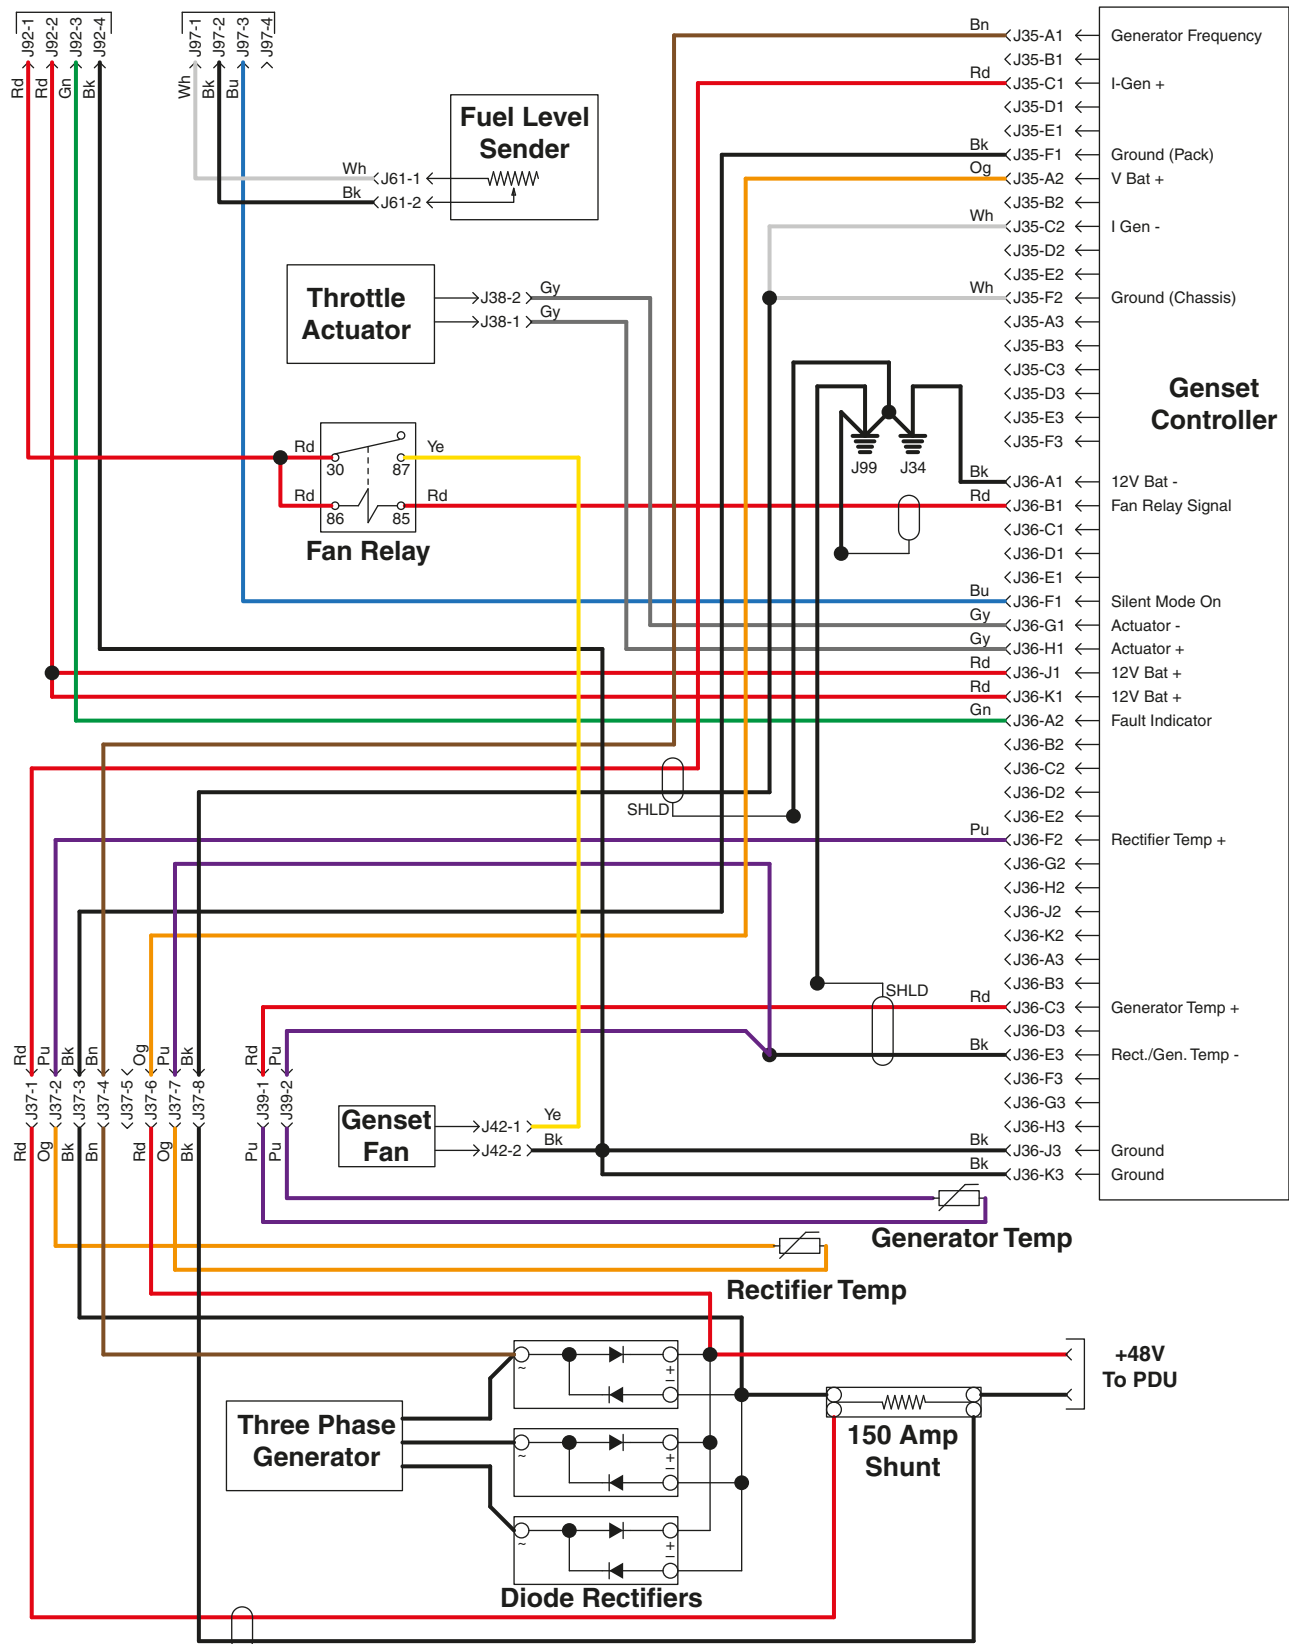 J92-1
J92-2
J92-3
J92-4
J97-1
J97-2
J97-3
J97-4
Rd
Rd
Gn
Bk
Wh
Bk
Bu
Fuel Level
Sender
Wh
J61-1
Bk
J61-2
Throttle
Actuator
J38-2
Gy
J38-1
Gy
Rd
30
87
Ye
Rd
86
85
Rd
Fan Relay
J99
J34
Genset
Controller
Bn
J35-A1
Generator Frequency
J35-B1
Rd
J35-C1
I-Gen +
J35-D1
J35-E1
Bk
J35-F1
Ground (Pack)
Og
J35-A2
V Bat +
J35-B2
Wh
J35-C2
I Gen -
J35-D2
J35-E2
Wh
J35-F2
Ground (Chassis)
J35-A3
J35-B3
J35-C3
J35-D3
J35-E3
J35-F3
Bk
J36-A1
12V Bat -
Rd
J36-B1
Fan Relay Signal
J36-C1
J36-D1
J36-E1
Bu
J36-F1
Silent Mode On
Gy
J36-G1
Actuator -
Gy
J36-H1
Actuator +
Rd
J36-J1
12V Bat +
Rd
J36-K1
12V Bat +
Gn
J36-A2
Fault Indicator
J36-B2
J36-C2
J36-D2
J36-E2
SHLD
Pu
J36-F2
Rectifier Temp +
J36-G2
J36-H2
J36-J2
J36-K2
J36-A3
J36-B3
SHLD
Rd
J36-C3
Generator Temp +
J36-D3
Bk
J36-E3
Rect./Gen. Temp -
J36-F3
J36-G3
J36-H3
Bk
J36-J3
Ground
Bk
J36-K3
Ground
Rd
Pu
Bk
Bn
Og
Pu
Bk
Rd
Pu
J37-1
J37-2
J37-3
J37-4
J37-5
J37-6
J37-7
J37-8
J39-1
J39-2
Rd
Og
Bk
Bn
Rd
Og
Bk
Pu
Pu
Genset
Fan
J42-1
Ye
J42-2
Bk
Generator Temp
Rectifier Temp
Three Phase
Generator
~
+
−
~
+
−
~
+
−
Diode Rectifiers
+48V
To PDU
150 Amp
Shunt